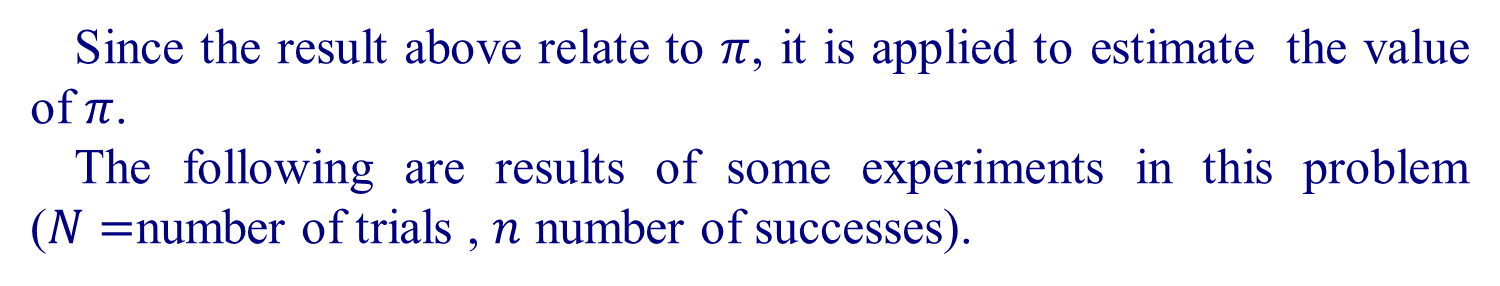 Since the result above relate to π, it is applied to estimate the value
of π.
The following are results of some experiments in this problem
(N =number of trials , n number of successes).